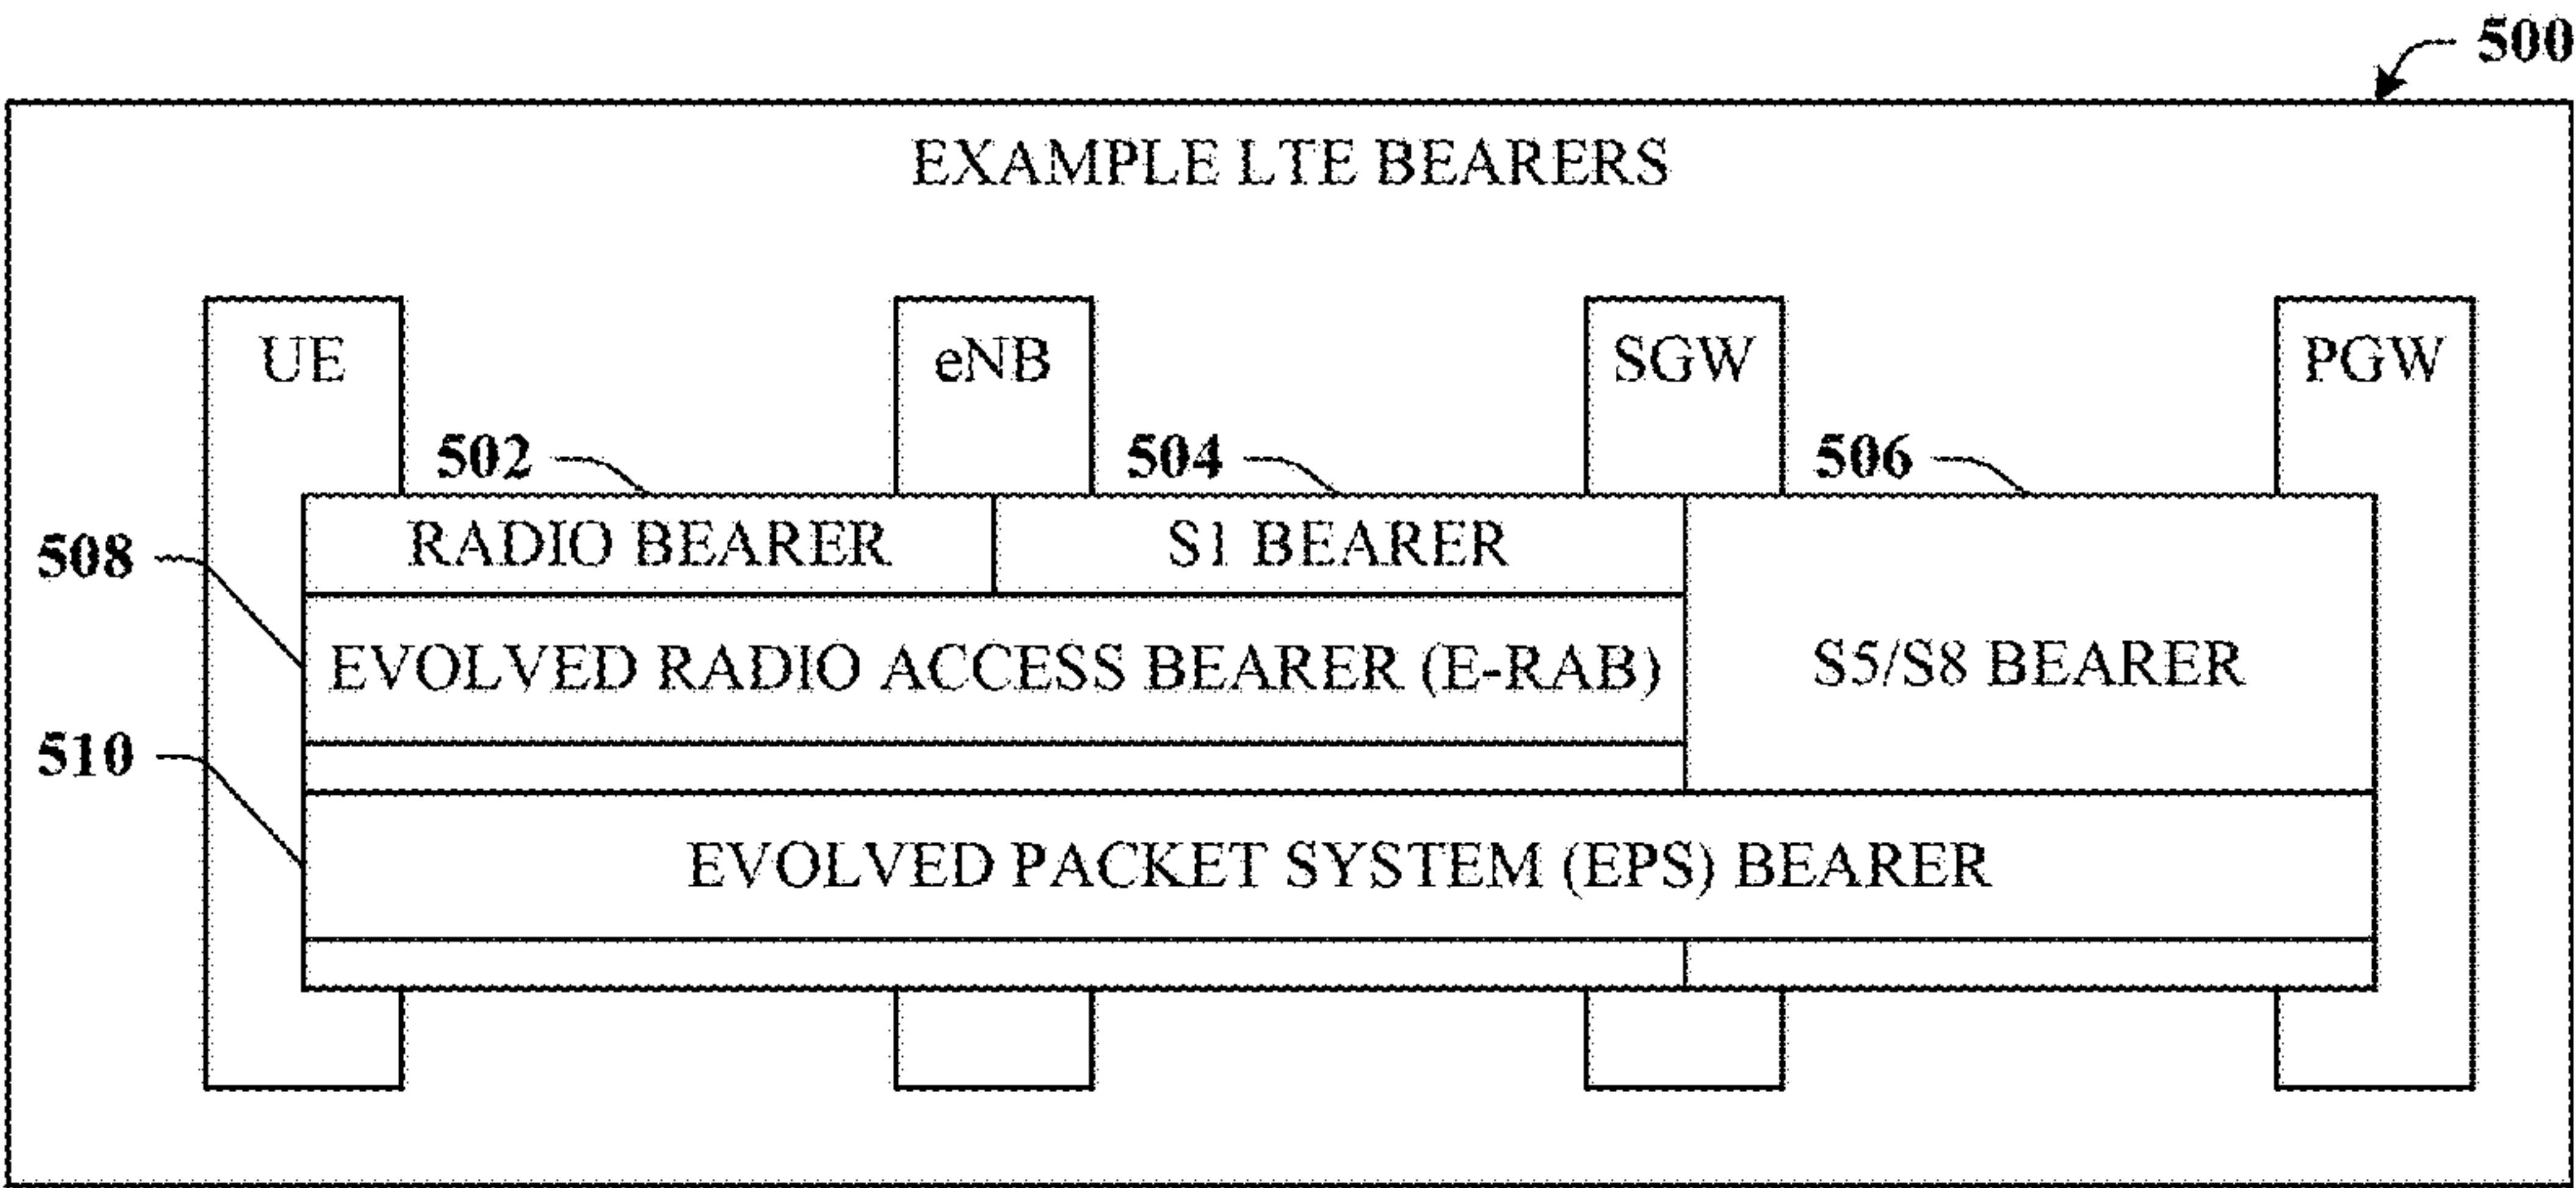 500
EXAMPLE LTE BEARERS
UE
eNB
SGW
PGW
502
504
506
RADIO BEARER
S1 BEARER
508
EVOLVED RADIO ACCESS BEARER (E-RAB)
S5/S8 BEARER
510
EVOLVED PACKET SYSTEM (EPS) BEARER